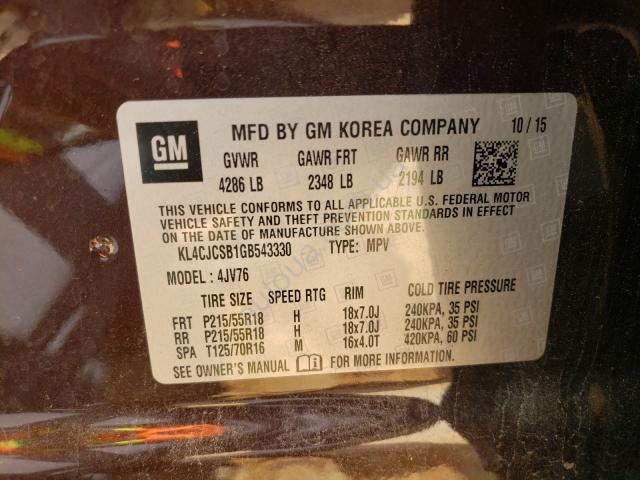 GM
MFD BY GM KOREA COMPANY 10 / 15
GVWR GAWR FRT GAWR RR
4286 LB 2348 LB 2194 LB
THIS VEHICLE CONFORMS TO ALL APPLICABLE U.S. FEDERAL MOTOR
VEHICLE SAFETY AND THEFT PREVENTION STANDARDS IN EFFECT
ON THE DATE OF MANUFACTURE SHOWN ABOVE.
KL4CJCSB1GB543330 TYPE: MPV
MODEL : 4JV76
TIRE SIZE SPEED RTG RIM COLD TIRE PRESSURE
FRT P215/55R18 H 18x7.0J 240KPA, 35 PSI
RR P215/55R18 H 18x7.0J 240KPA, 35 PSI
SPA T125/70R16 M 16x4.0T 420KPA, 60 PSI
SEE OWNER'S MANUAL FOR MORE INFORMATION.